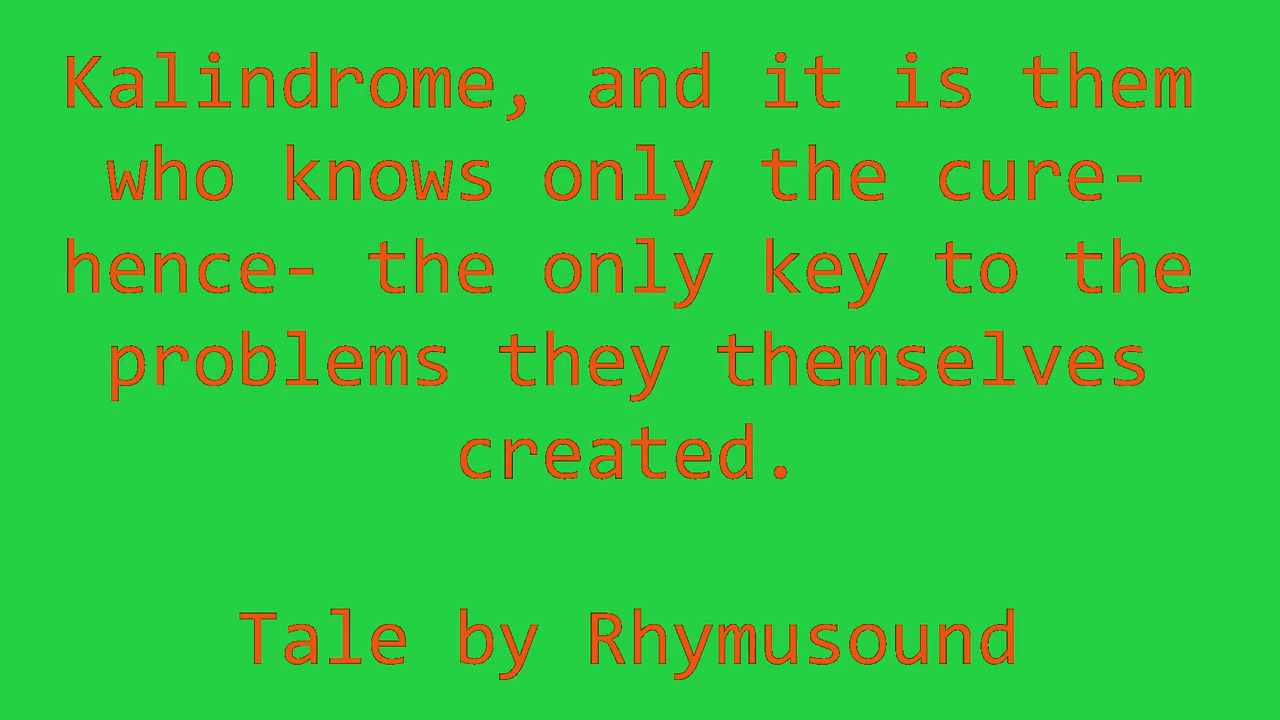 Kalindrome, and it is them
who knows only the cure-
hence- the only key to the
problems they themselves
created.
Tale by Rhymusound